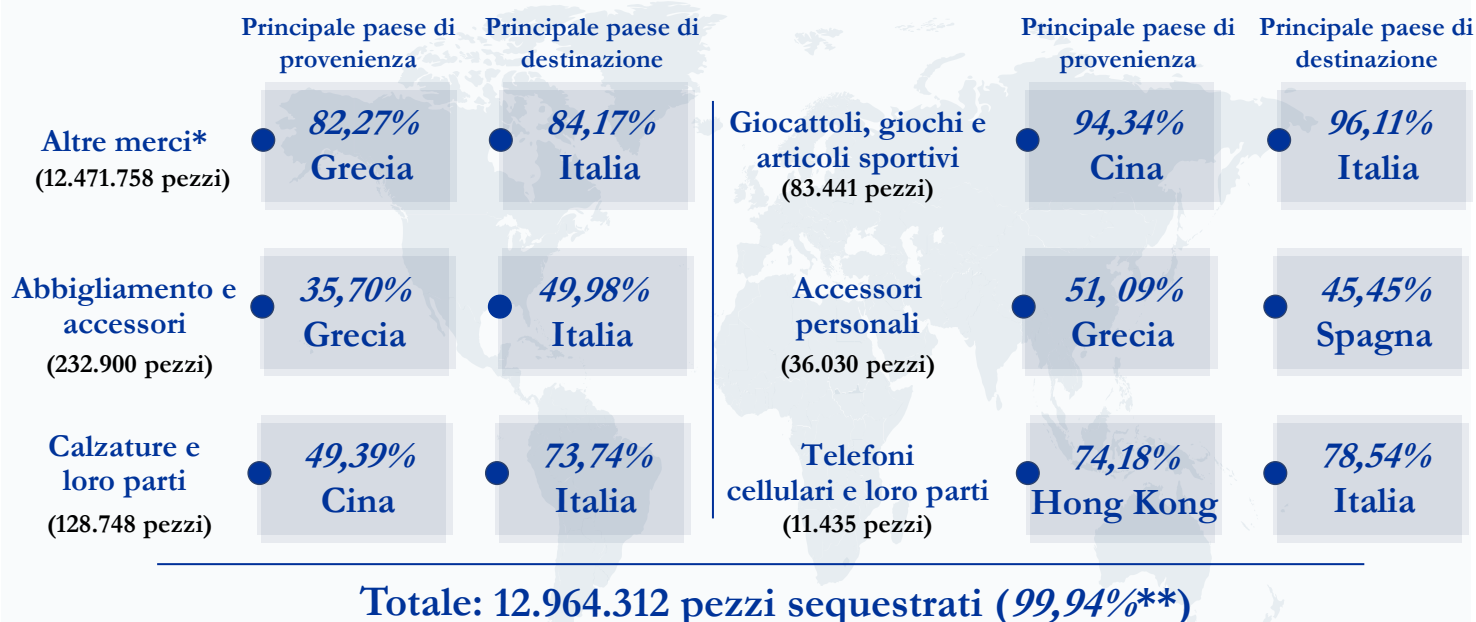 Principale paese di
provenienza
Principale paese di
destinazione
Altre merci*
(12.471.758 pezzi)
82,27%
Grecia
84,17%
Italia
Abbigliamento e
accessori
(232.900 pezzi)
35,70%
Grecia
49,98%
Italia
Calzature e
loro parti
(128.748 pezzi)
49,39%
Cina
73,74%
Italia
Principale paese di
provenienza
Principale paese di
destinazione
Giocattoli, giochi e
articoli sportivi
(83.441 pezzi)
94,34%
Cina
96,11%
Italia
Accessori
personali
(36.030 pezzi)
51, 09%
Grecia
45,45%
Spagna
Telefoni
cellulari e loro parti
(11.435 pezzi)
74,18%
Hong Kong
78,54%
Italia
Totale: 12.964.312 pezzi sequestrati (99,94%**)